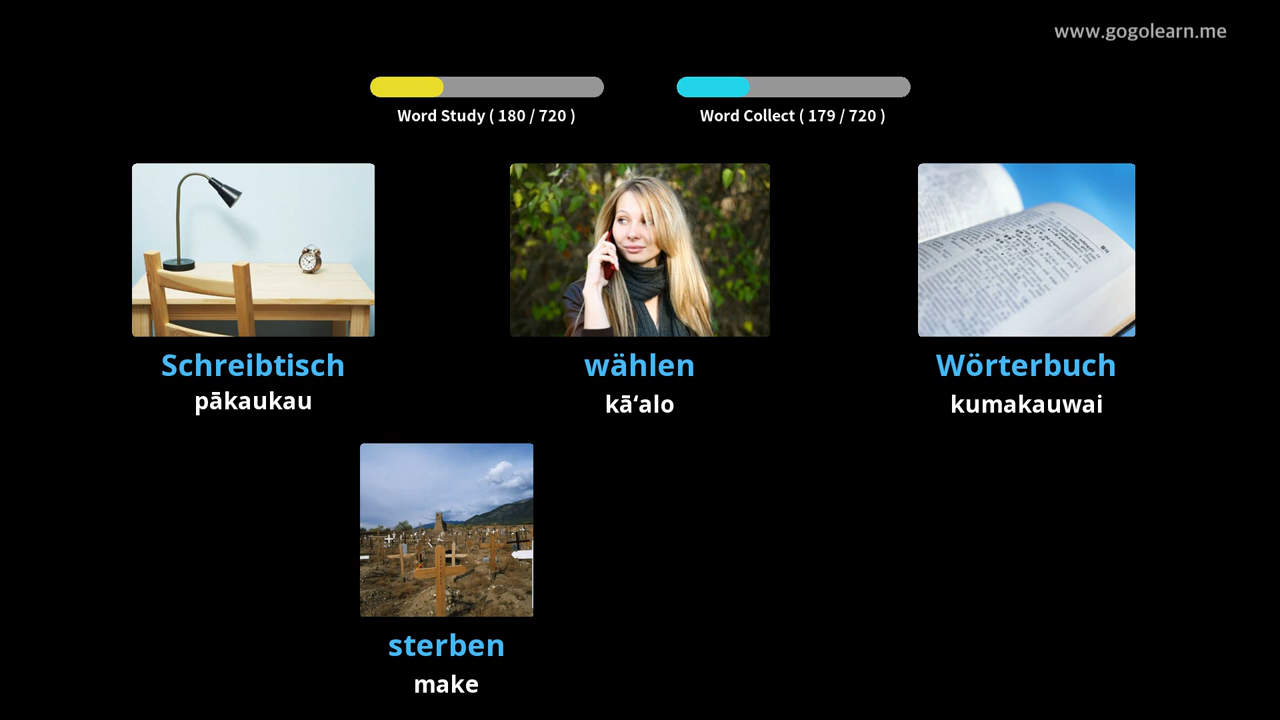 www.gogolearn.me
Word Study ( 180 / 720 )
Word Collect ( 179 / 720 )
Schreibtisch
wählen
Wörterbuch
pākaukau
kāʻalo
kumakauwai
sterben
make